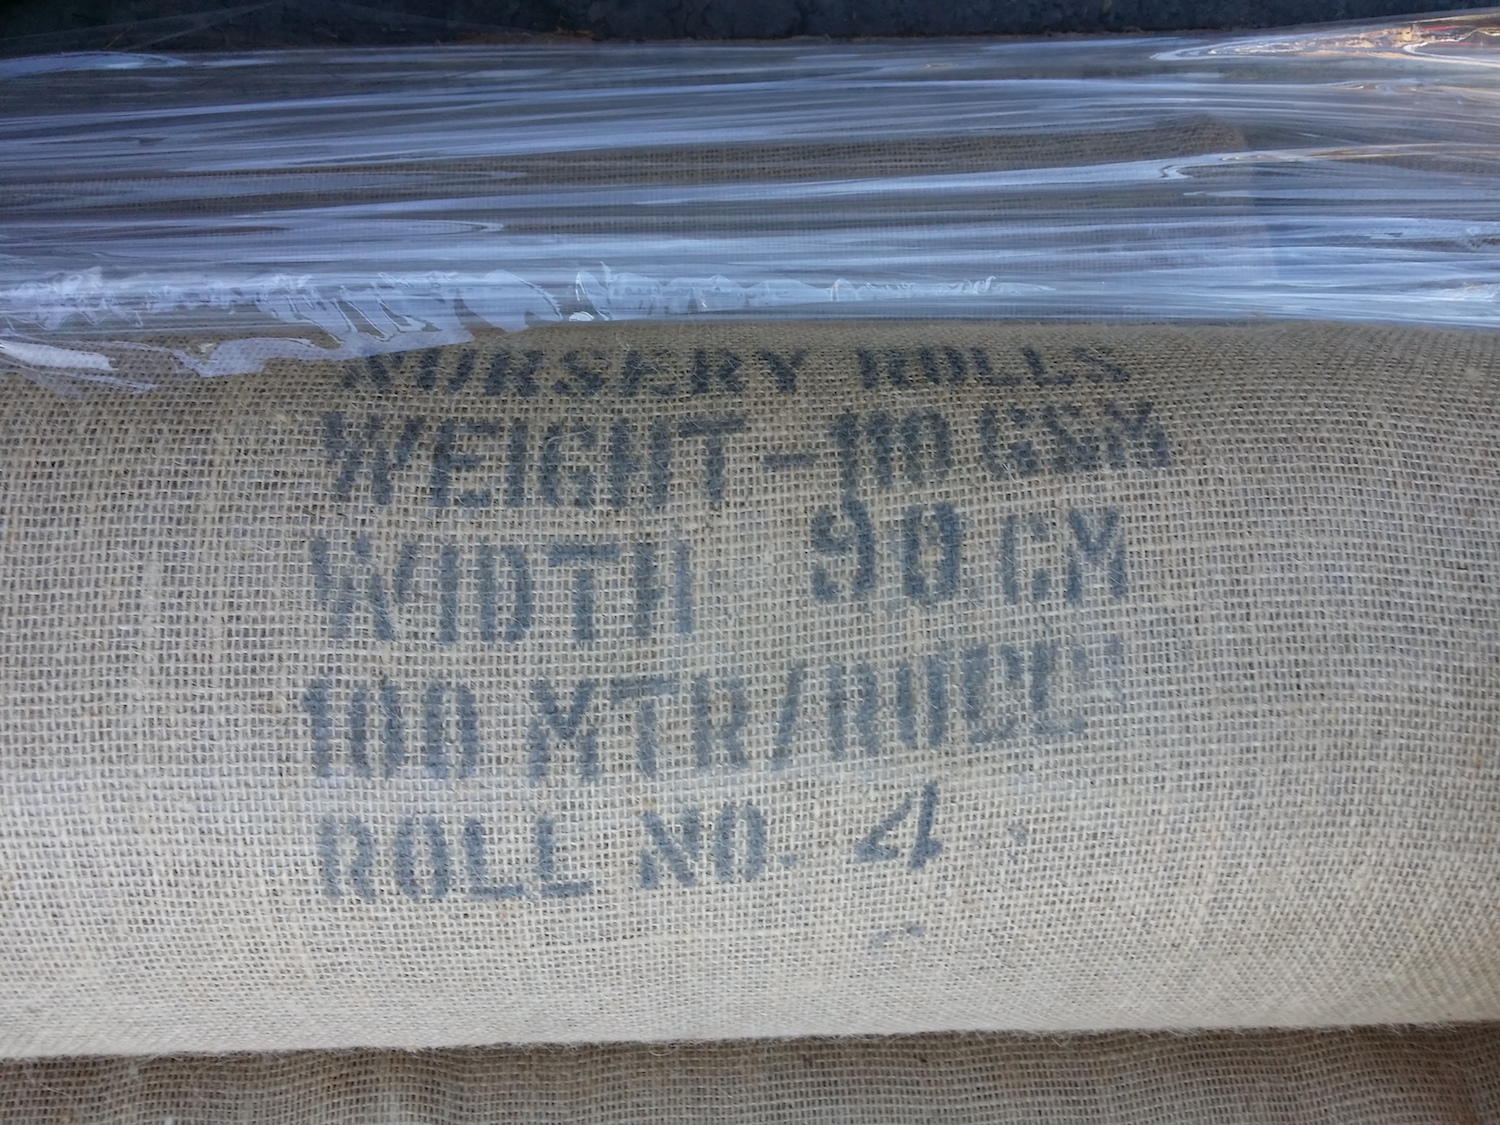 NURSERY ROLLS
WEIGHT - 110 GSM
WIDTH 90 CM
100 MTR/ROLL
ROLL NO. 4